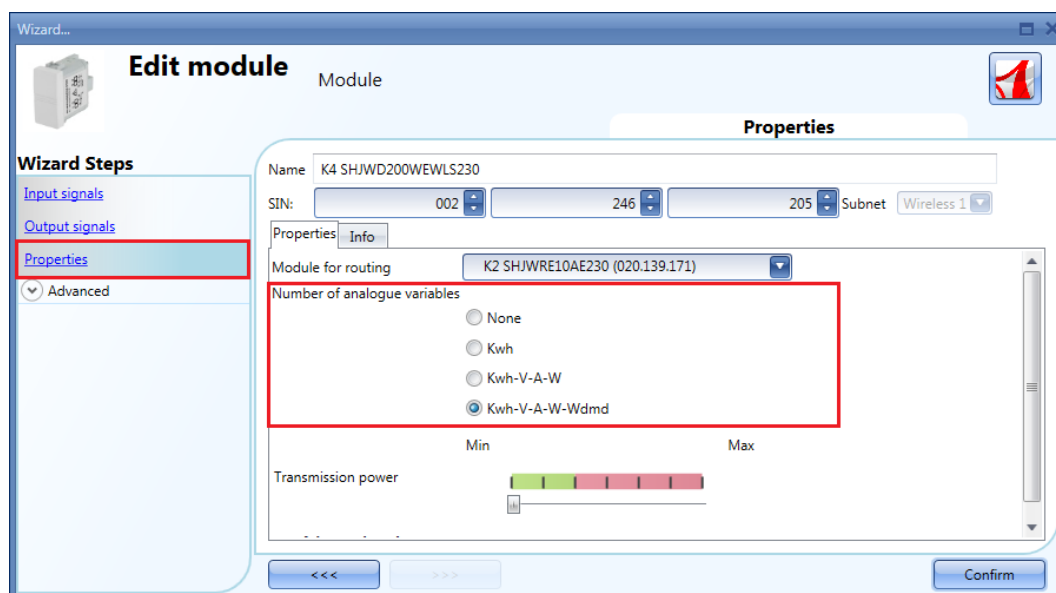 Wizard...
Edit module
Module
Properties
Wizard Steps
Input signals
Output signals
Properties
Advanced
Name K4 SHJWD200WEWLS230
SIN: 002 246 205 Subnet Wireless 1
Properties Info
Module for routing K2 SHJWRE10AE230 (020.139.171)
Number of analogue variables
None
Kwh
Kwh-V-A-W
Kwh-V-A-W-Wdmd
Min Max
Transmission power
<<< >>> Confirm